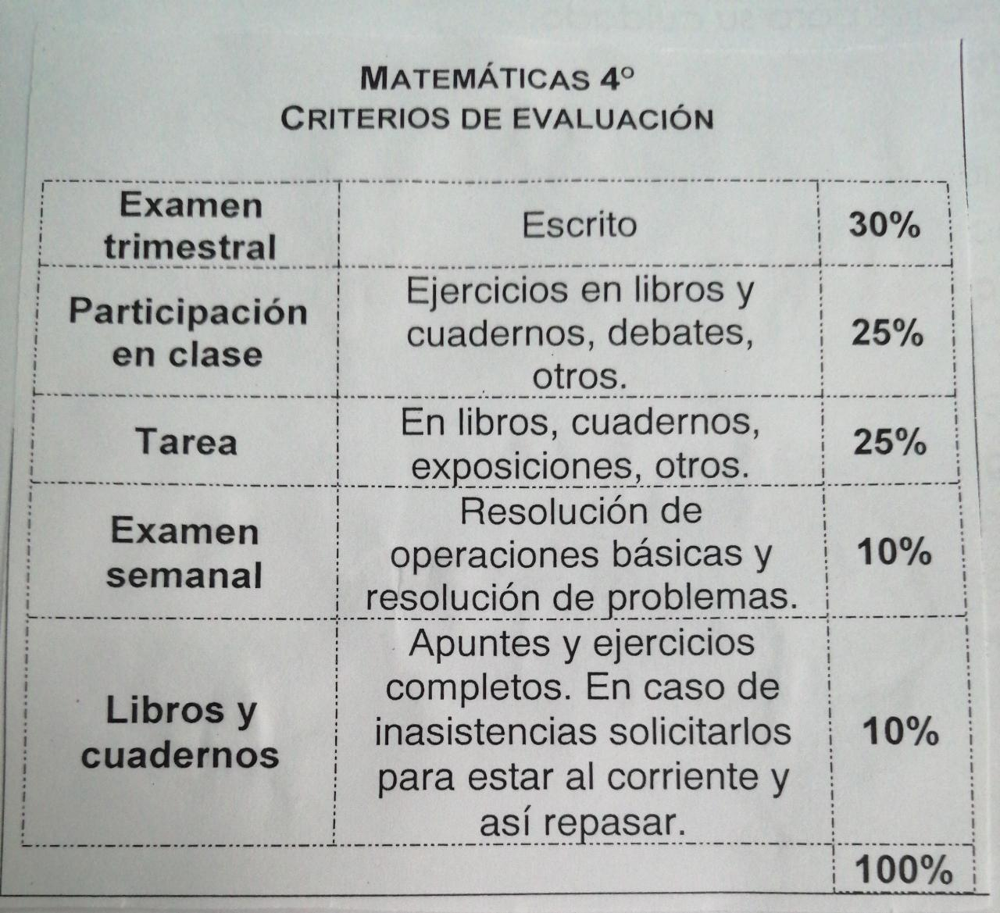 MATEMÁTICAS 4º
CRITERIOS DE EVALUACIÓN
Examen
trimestral
Escrito
30%
Participación
en clase
Ejercicios en libros y
cuadernos, debates,
otros.
25%
Tarea
En libros, cuadernos,
exposiciones, otros.
25%
Examen
semanal
Resolución de
operaciones básicas y
resolución de problemas.
10%
Libros y
cuadernos
Apuntes y ejercicios
completos. En caso de
inasistencias solicitarlos
para estar al corriente y
así repasar.
10%
100%